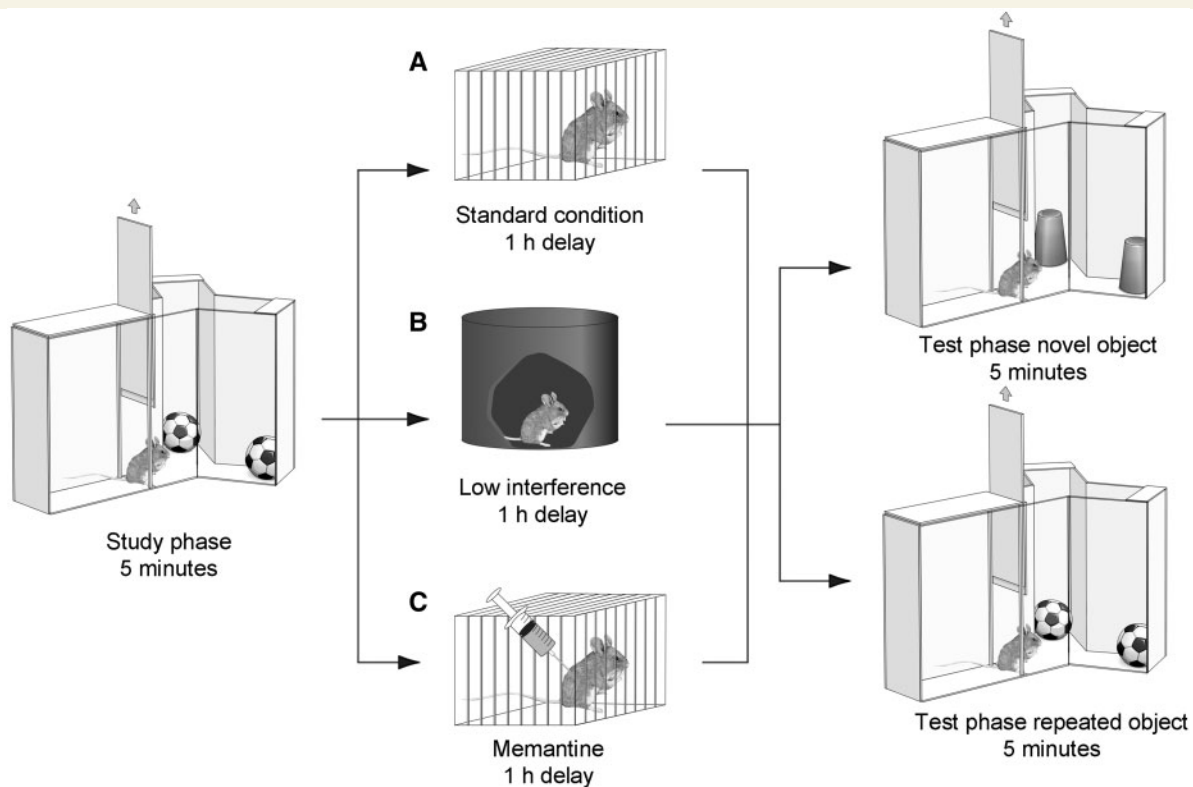 Study phase
5 minutes
A
Standard condition
1 h delay
B
Low interference
1 h delay
C
Memantine
1 h delay
Test phase novel object
5 minutes
Test phase repeated object
5 minutes